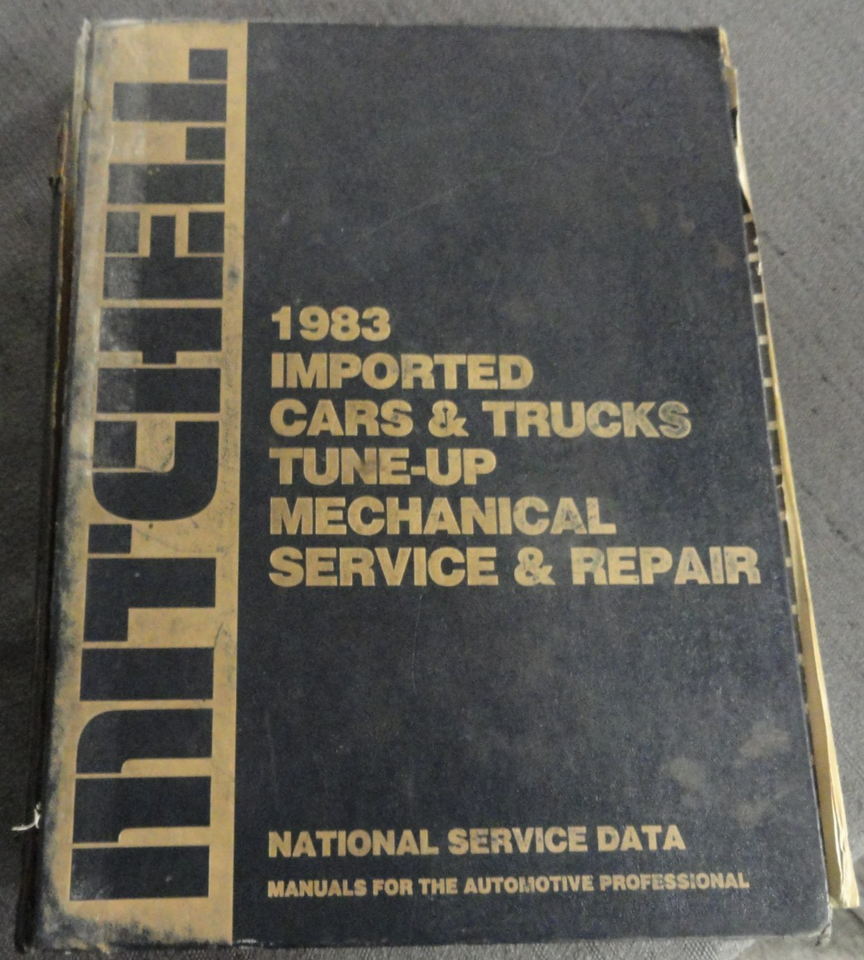 MITCHELL
1983
IMPORTED
CARS & TRUCKS
TUNE-UP
MECHANICAL
SERVICE & REPAIR
NATIONAL SERVICE DATA
MANUALS FOR THE AUTOMOTIVE PROFESSIONAL